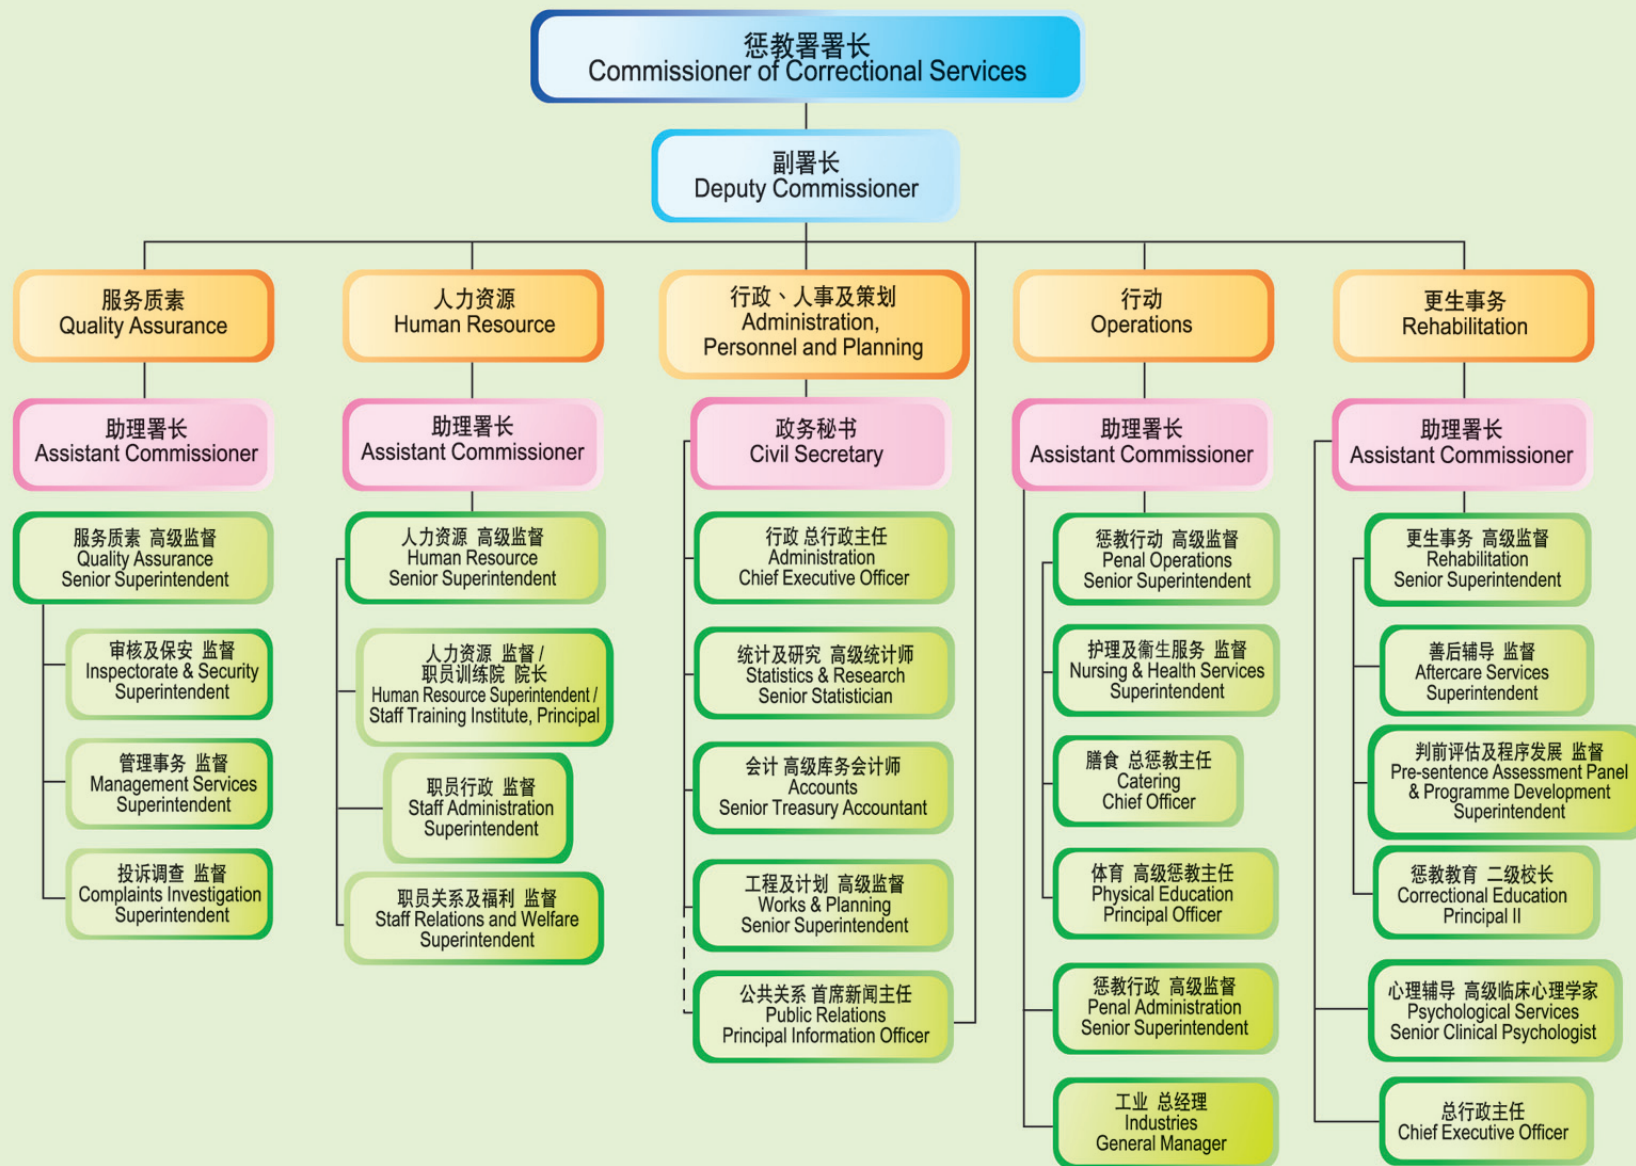 惩教署署长
Commissioner of Correctional Services
副署长
Deputy Commissioner
服务质素
Quality Assurance
人力资源
Human Resource
行政、人事及策划
Administration,
Personnel and Planning
行动
Operations
更生事务
Rehabilitation
助理署长
Assistant Commissioner
助理署长
Assistant Commissioner
政务秘书
Civil Secretary
助理署长
Assistant Commissioner
助理署长
Assistant Commissioner
服务质素 高级监督
Quality Assurance
Senior Superintendent
审核及保安 监督
Inspectorate & Security
Superintendent
管理事务 监督
Management Services
Superintendent
投诉调查 监督
Complaints Investigation
Superintendent
人力资源 高级监督
Human Resource
Senior Superintendent
人力资源 监督 /
职员训练院 院长
Human Resource Superintendent /
Staff Training Institute, Principal
职员行政 监督
Staff Administration
Superintendent
职员关系及福利 监督
Staff Relations and Welfare
Superintendent
行政 总行政主任
Administration
Chief Executive Officer
统计及研究 高级统计师
Statistics & Research
Senior Statistician
会计 高级库务会计师
Accounts
Senior Treasury Accountant
工程及计划 高级监督
Works & Planning
Senior Superintendent
公共关系 首席新闻主任
Public Relations
Principal Information Officer
惩教行动 高级监督
Penal Operations
Senior Superintendent
护理及衞生服务 监督
Nursing & Health Services
Superintendent
膳食 总惩教主任
Catering
Chief Officer
体育 高级惩教主任
Physical Education
Principal Officer
惩教行政 高级监督
Penal Administration
Senior Superintendent
工业 总经理
Industries
General Manager
更生事务 高级监督
Rehabilitation
Senior Superintendent
善后辅导 监督
Aftercare Services
Superintendent
判前评估及程序发展 监督
Pre-sentence Assessment Panel
& Programme Development
Superintendent
惩教教育 二级校长
Correctional Education
Principal II
心理辅导 高级临床心理学家
Psychological Services
Senior Clinical Psychologist
总行政主任
Chief Executive Officer